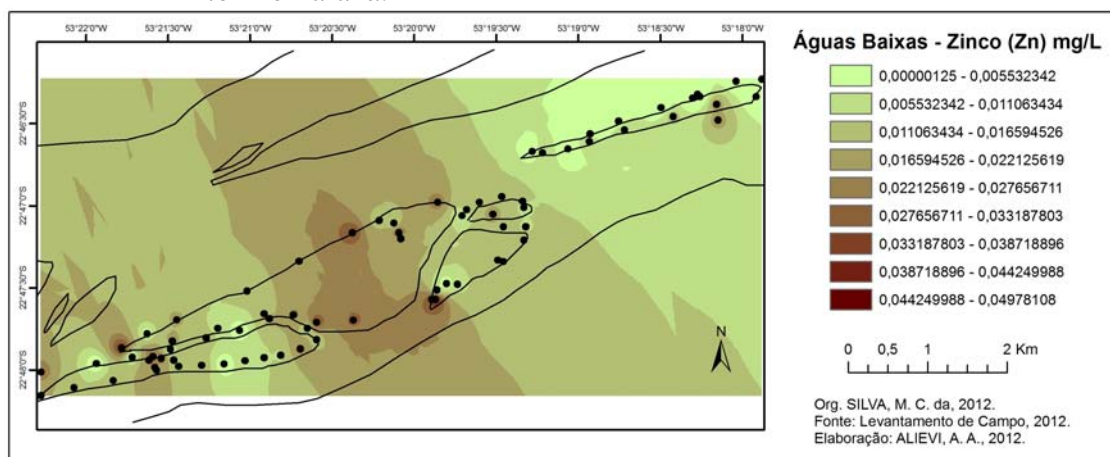 53°22'0"W 53°21'30"W 53°21'0"W 53°20'30"W 53°20'0"W 53°19'30"W 53°19'0"W 53°18'30"W 53°18'0"W
22°46'30"S
22°47'0"S
22°47'30"S
22°48'0"S
N
Águas Baixas - Zinco (Zn) mg/L
0,00000125 - 0,005532342
0,005532342 - 0,011063434
0,011063434 - 0,016594526
0,016594526 - 0,022125619
0,022125619 - 0,027656711
0,027656711 - 0,033187803
0,033187803 - 0,038718896
0,038718896 - 0,044249988
0,044249988 - 0,04978108
0 0,5 1 2 Km
Org. SILVA, M. C. da, 2012.
Fonte: Levantamento de Campo, 2012.
Elaboração: ALIEVI, A. A., 2012.